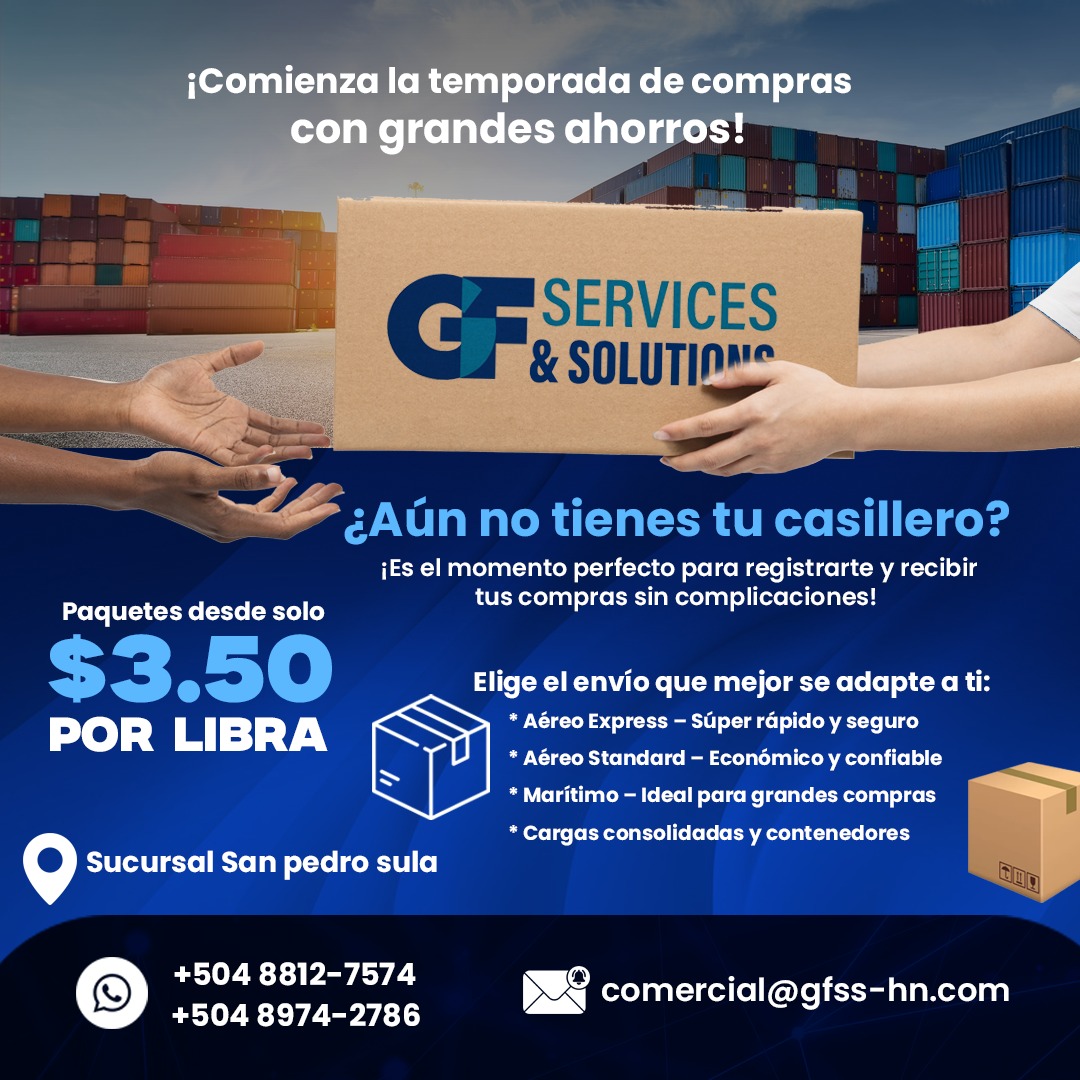 ¡Comienza la temporada de compras
con grandes ahorros!
GF SERVICES
& SOLUTIONS
¿Aún no tienes tu casillero?
¡Es el momento perfecto para registrarte y recibir
tus compras sin complicaciones!
Paquetes desde solo
$3.50
POR LIBRA
Elige el envío que mejor se adapte a ti:
* Aéreo Express – Súper rápido y seguro
* Aéreo Standard – Económico y confiable
* Marítimo – Ideal para grandes compras
* Cargas consolidadas y contenedores
Sucursal San pedro sula
+504 8812-7574
+504 8974-2786
comercial@gfss-hn.com